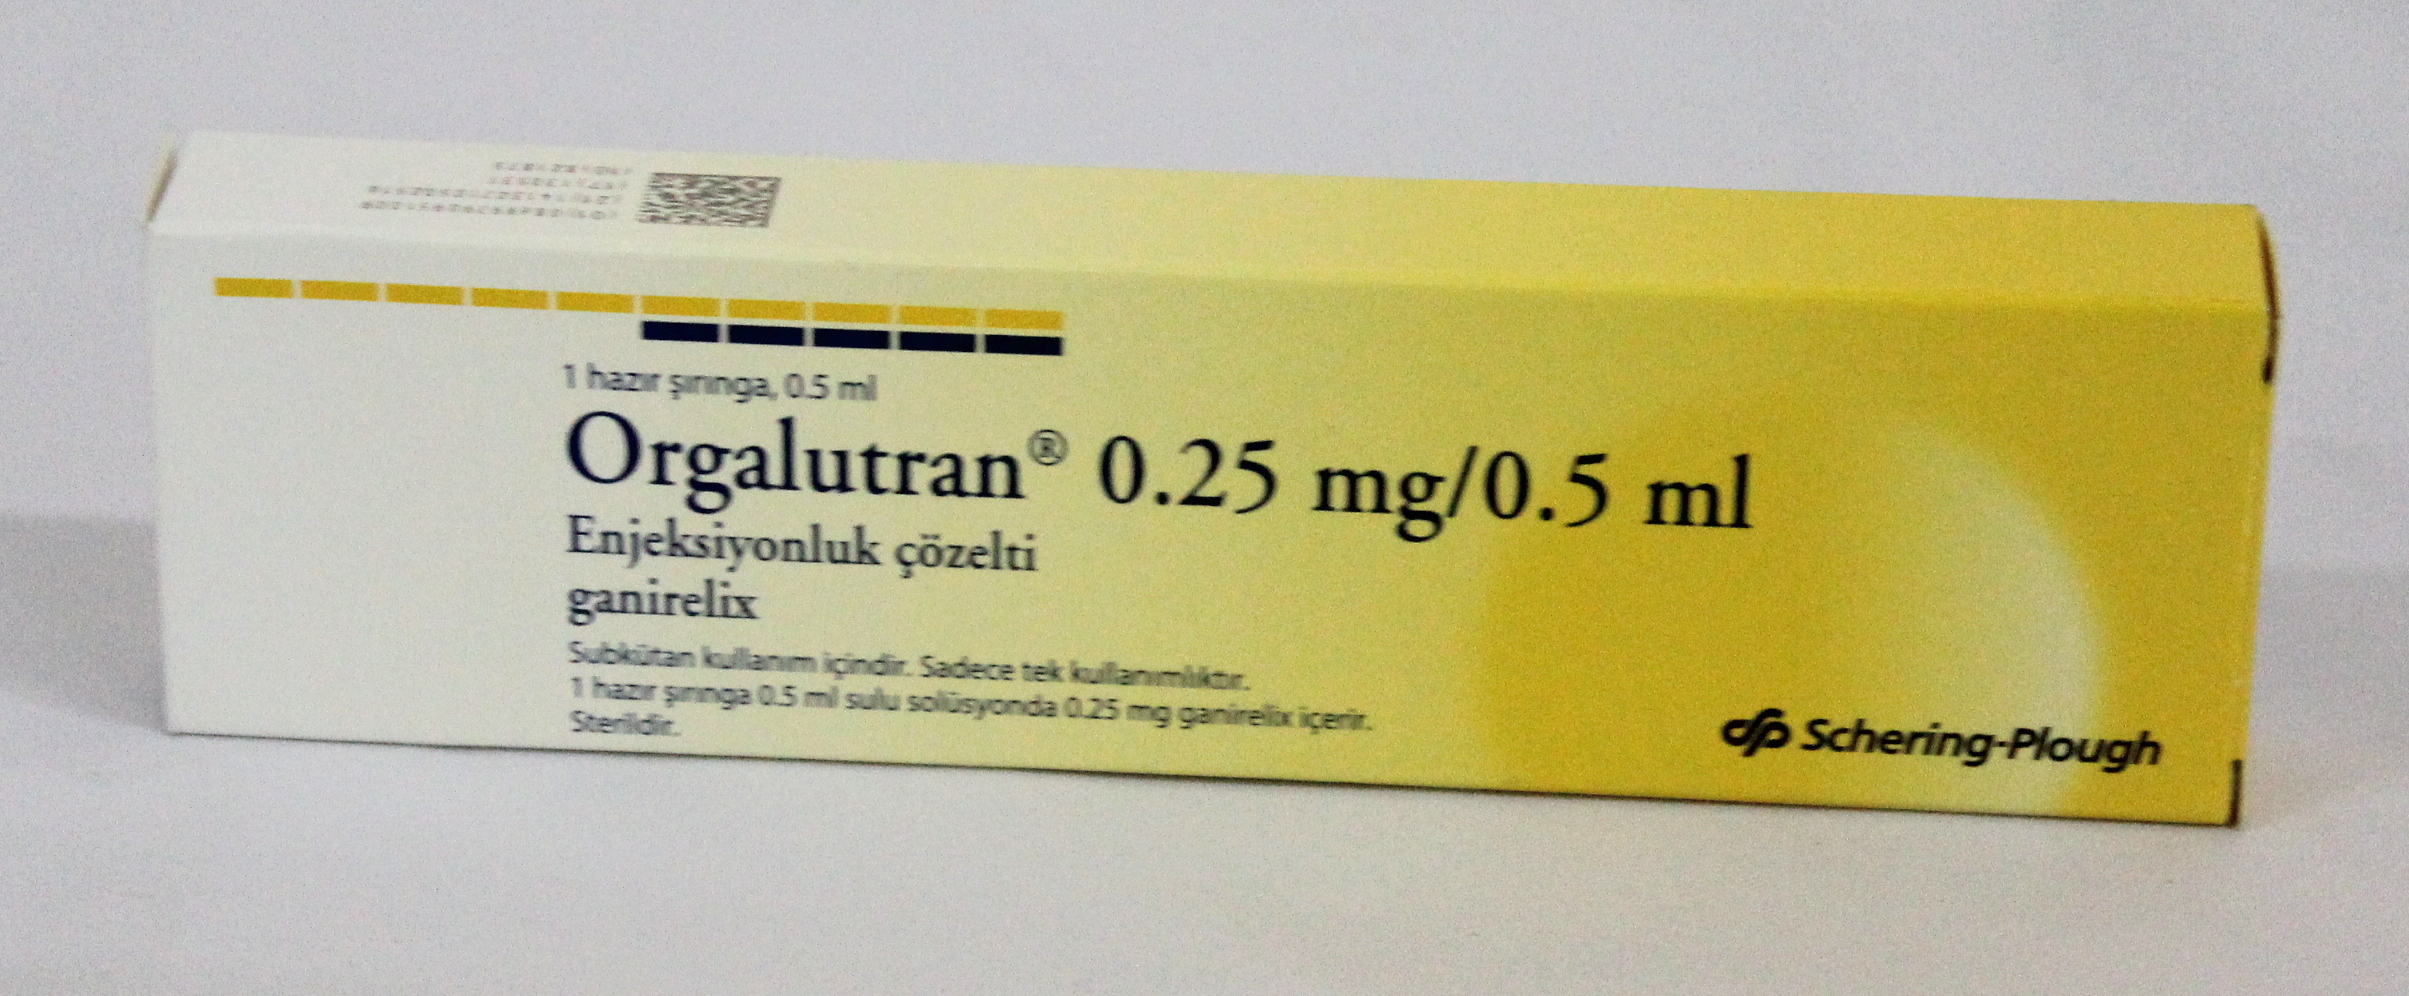 1 hazır şırınga, 0.5 ml
Orgalutran® 0.25 mg/0.5 ml
Enjeksiyonluk çözelti
ganirelix
Subkütan kullanım içindir. Sadece tek kullanımlıktır.
1 hazır şırınga 0.5 ml sulu solüsyonda 0.25 mg ganirelix içerir.
Sterildir.
Schering-Plough